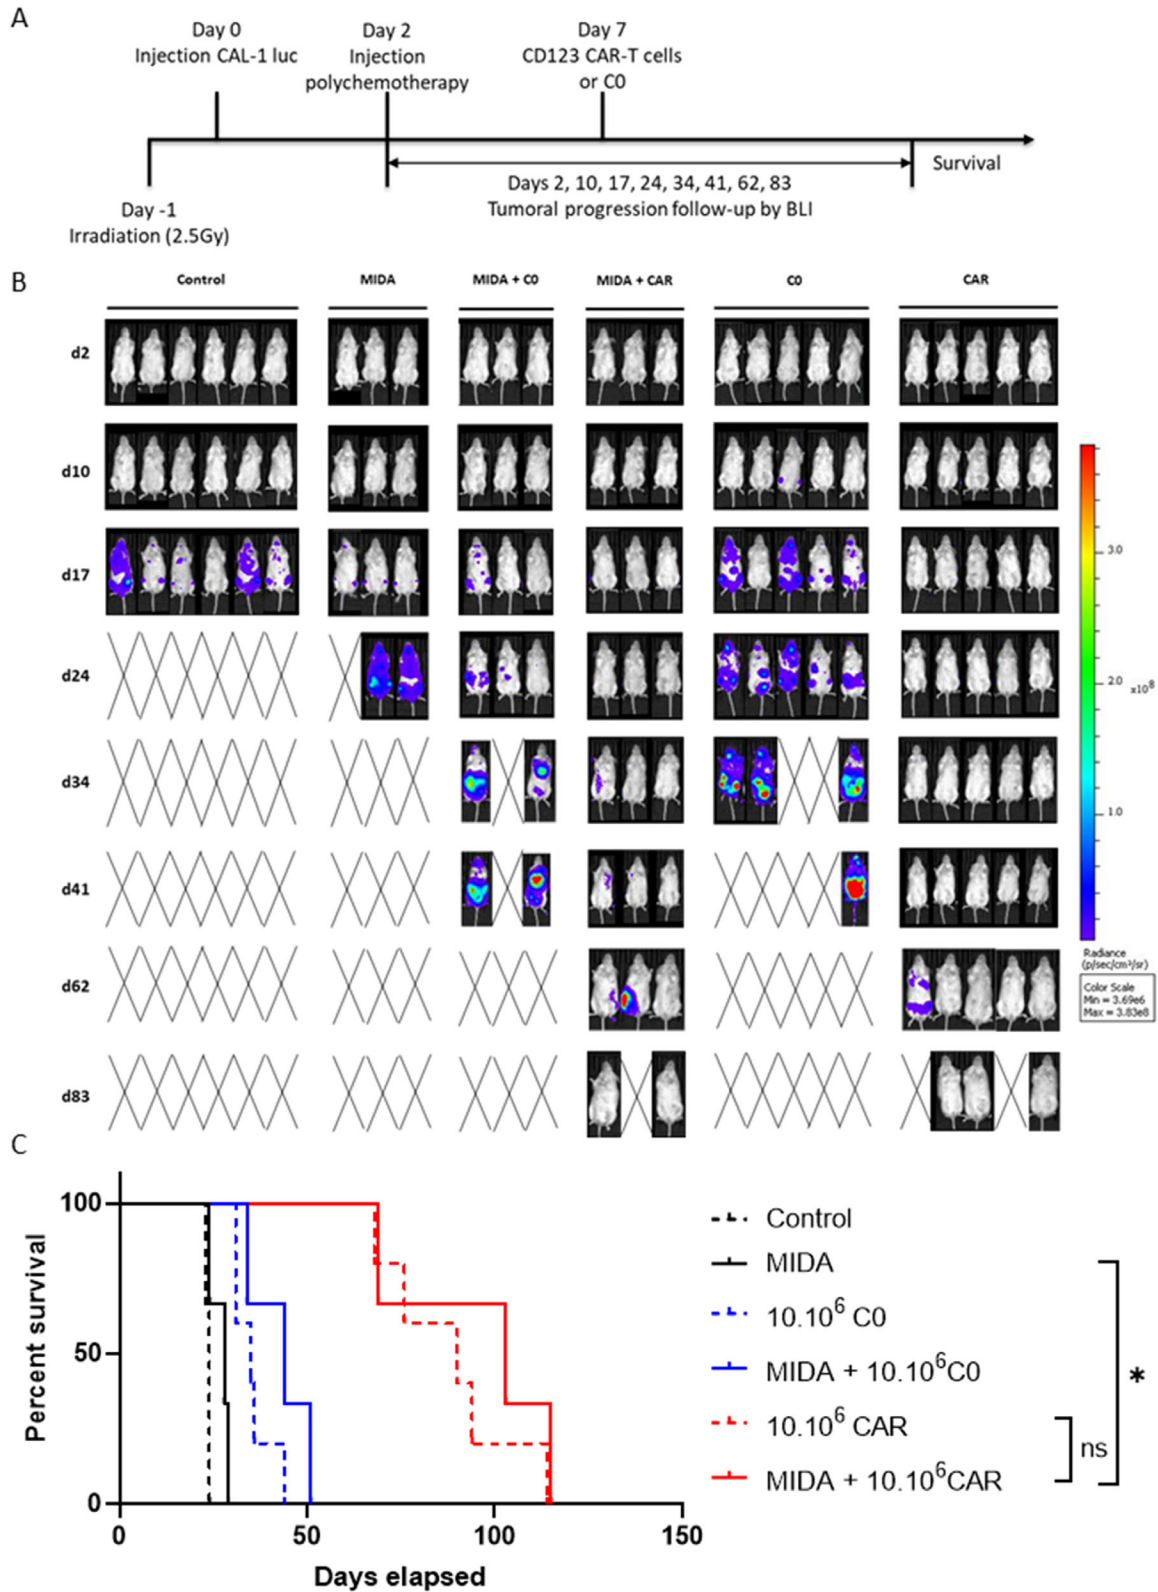 A
Day 0
Injection CAL-1 luc
Day 2
Injection
polychemotherapy
Day 7
CD123 CAR-T cells
or C0
Survival
Days 2, 10, 17, 24, 34, 41, 62, 83
Tumoral progression follow-up by BLI
Day -1
Irradiation (2.5Gy)
B
Control MIDA MIDA + C0 MIDA + CAR C0 CAR
d2
d10
d17
d24
d34
d41
d62
d83
3.0
2.0
x10⁸
1.0
Radiance
(p/sec/cm²/sr)
Color Scale
Min = 3.69e6
Max = 3.83e8
C
Percent survival
100
50
0
0 50 100 150
Days elapsed
Control
MIDA
10.10⁶ C0
MIDA + 10.10⁶C0
10.10⁶ CAR
MIDA + 10.10⁶CAR
ns
*